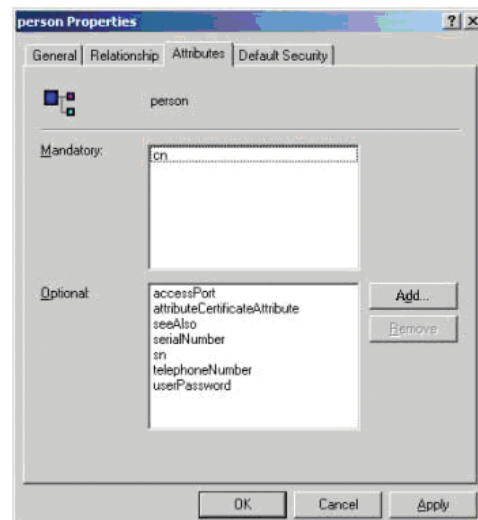 person Properties
? X
General Relationship Attributes Default Security
person
Mandatory:
cn
Optional:
accessPort
attributeCertificateAttribute
seeAlso
serialNumber
sn
telephoneNumber
userPassword
Add...
Remove
OK Cancel Apply